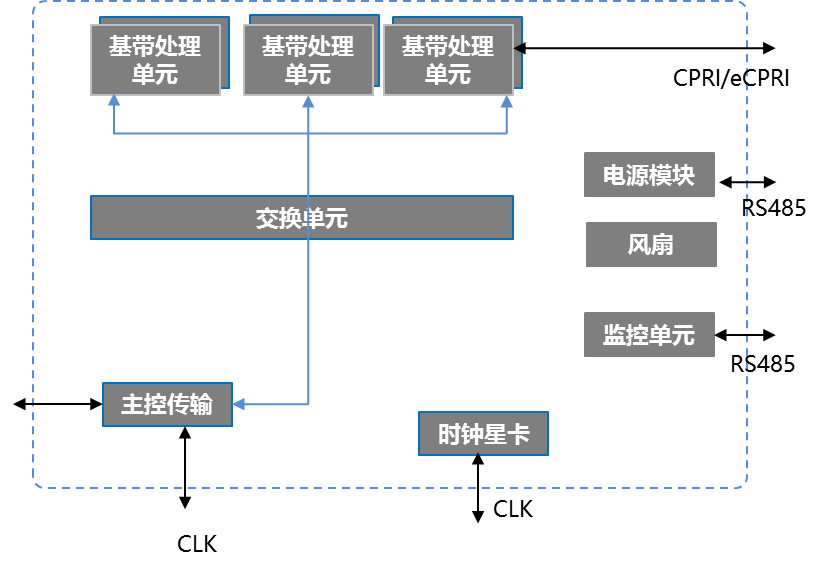 基带处理
单元
基带处理
单元
基带处理
单元
CPRI/eCPRI
电源模块
RS485
交换单元
风扇
监控单元
RS485
主控传输
时钟星卡
CLK
CLK